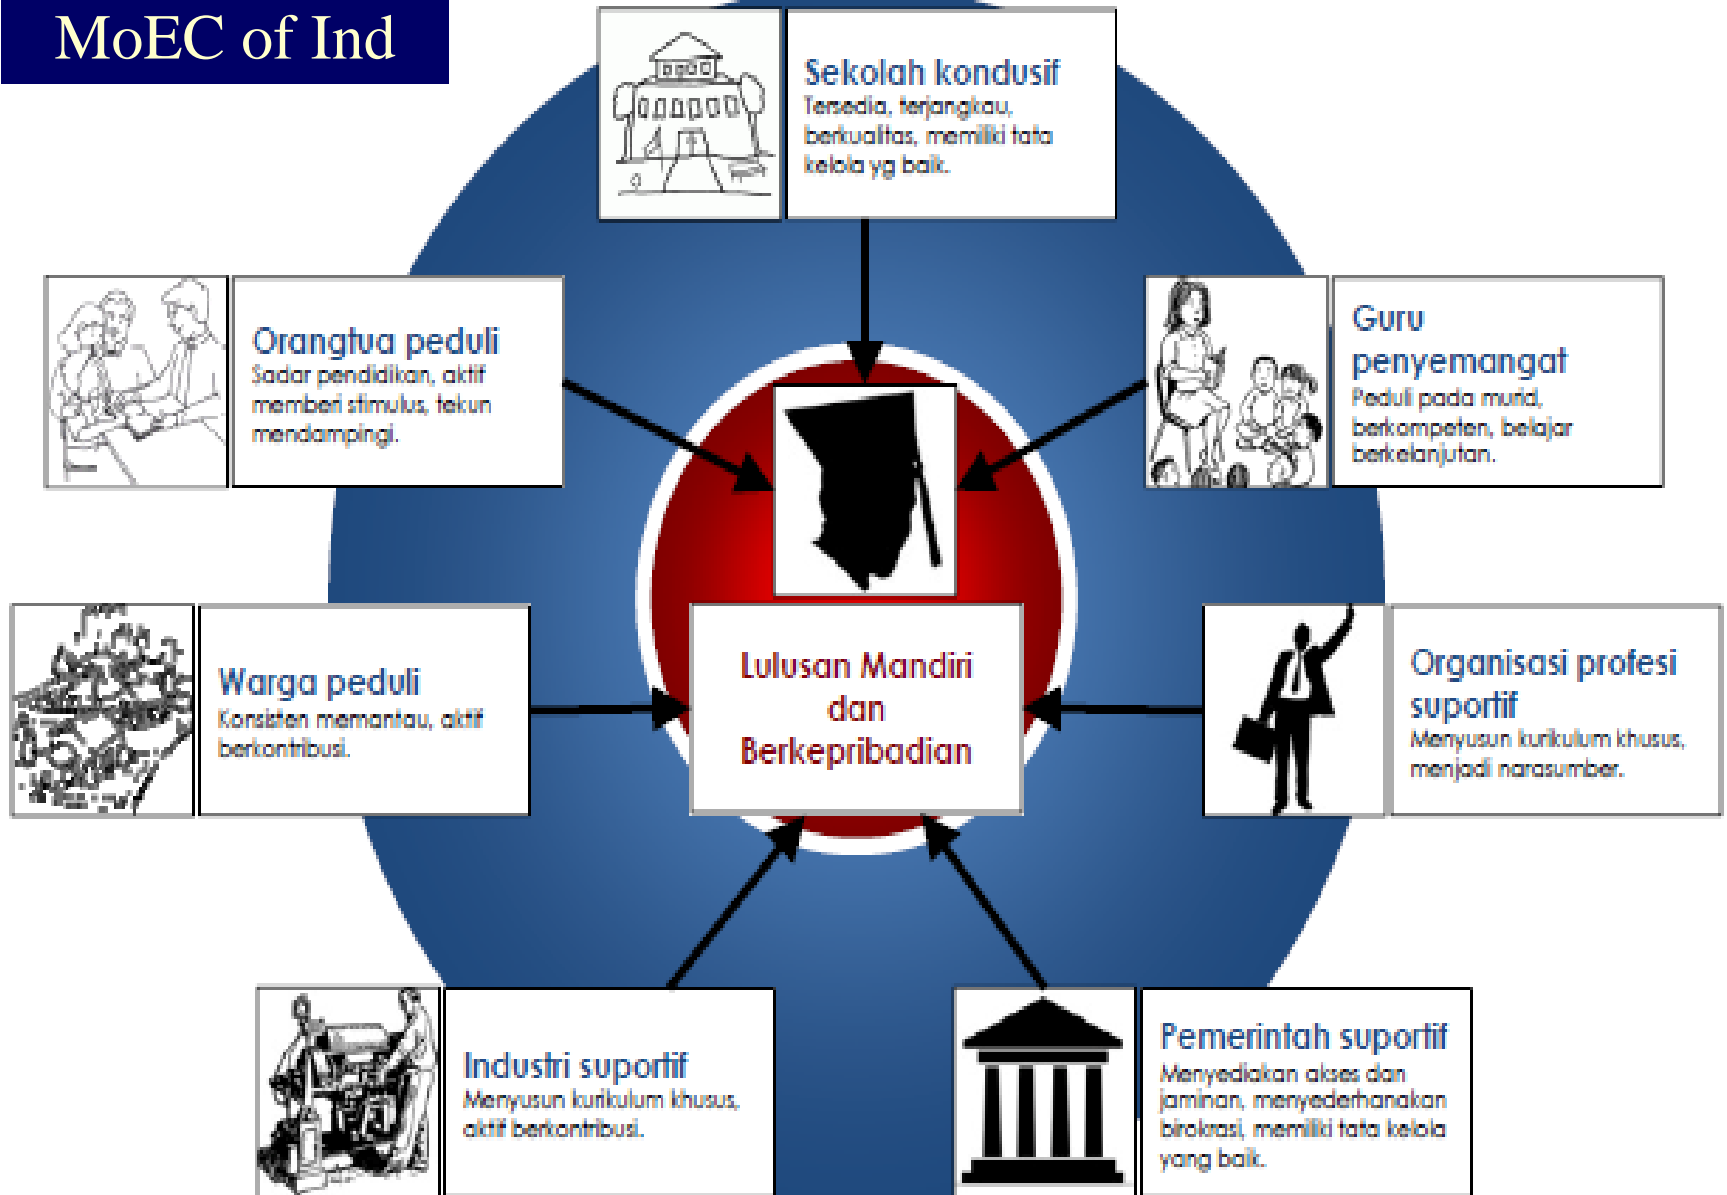 MoEC of Ind
Sekolah kondusif
Tersedia, terjangkau,
berkualitas, memiliki tata
kelola yg baik.
Orangtua peduli
Sadar pendidikan, aktif
memberi stimulus, tekun
mendampingi.
Guru
penyemangat
Peduli pada murid,
berkompeten, belajar
berkelanjutan.
Warga peduli
Konsisten memantau, aktif
berkontribusi.
Lulusan Mandiri
dan
Berkepribadian
Organisasi profesi
suportif
Menyusun kurikulum khusus,
menjadi narasumber.
Industri suportif
Menyusun kurikulum khusus,
aktif berkontribusi.
Pemerintah suportif
Menyediakan akses dan
jaminan, menyederhanakan
birokrasi, memiliki tata kelola
yang baik.